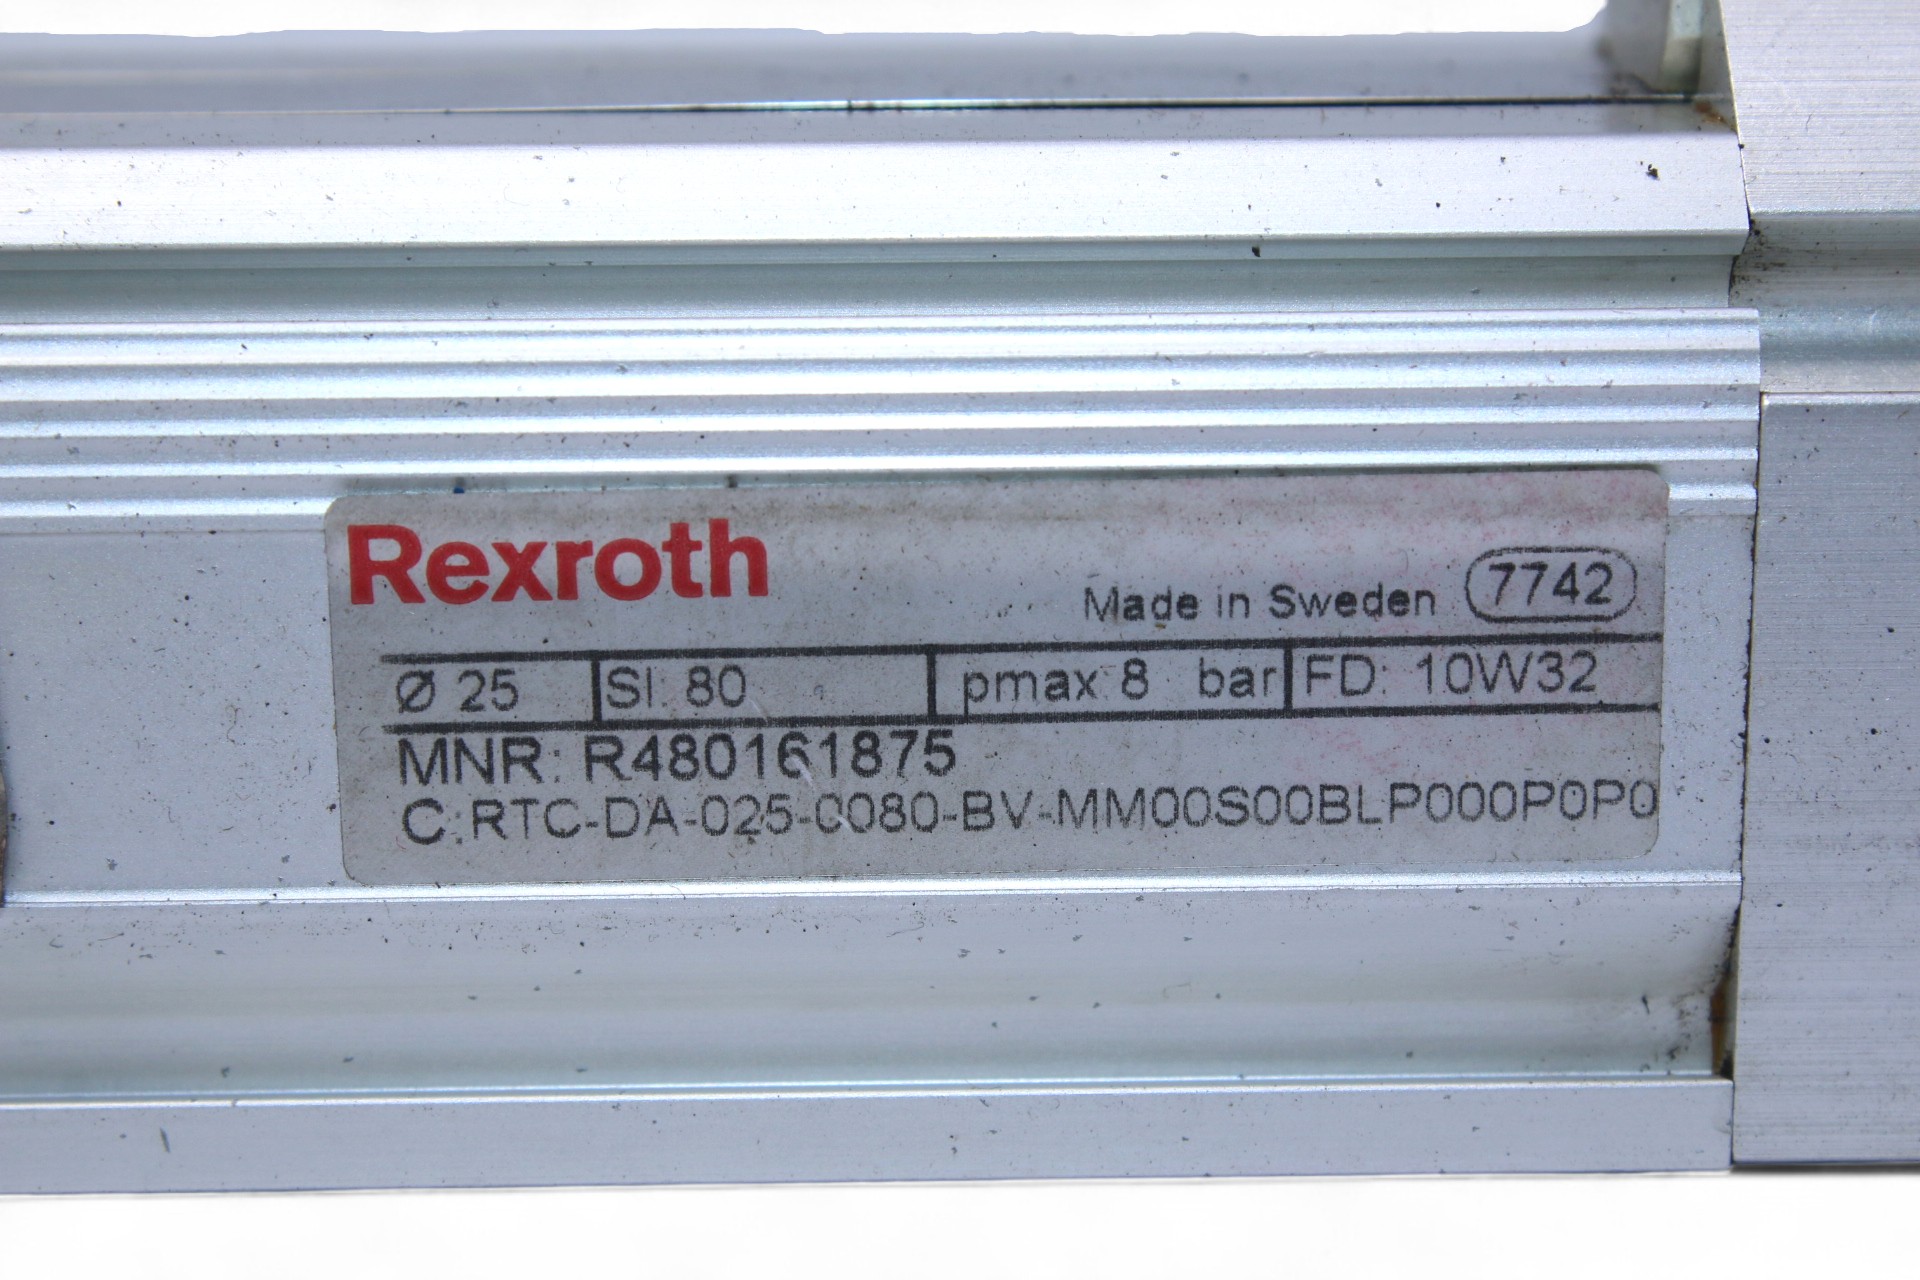 Rexroth
Made in Sweden 7742
Ø 25 Sl: 80 pmax: 8 bar FD: 10W32
MNR: R480161875
C:RTC-DA-025-0080-BV-MM00S00BLP000P0P0